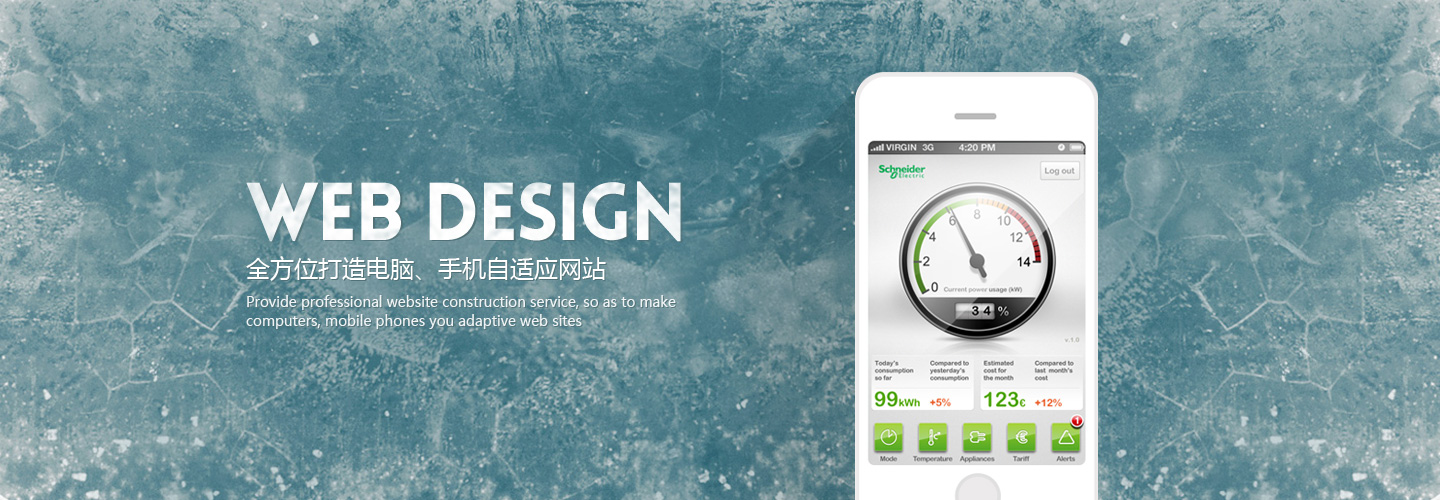 WEB DESIGN
全方位打造电脑、手机自适应网站
Provide professional website construction service, so as to make
computers, mobile phones you adaptive web sites
VIRGIN 3G 4:20 PM
Schneider
Electric
Log out
0 2 4 6 8 10 12 14
Current power usage (kW)
34 %
v.1.0
Today's
consumption
so far
99kWh
Compared to
yesterday's
consumption
+5%
Estimated
cost for
the month
123€
Compared to
last month's
cost
+12%
1
Mode Temperature Appliances Tariff Alerts